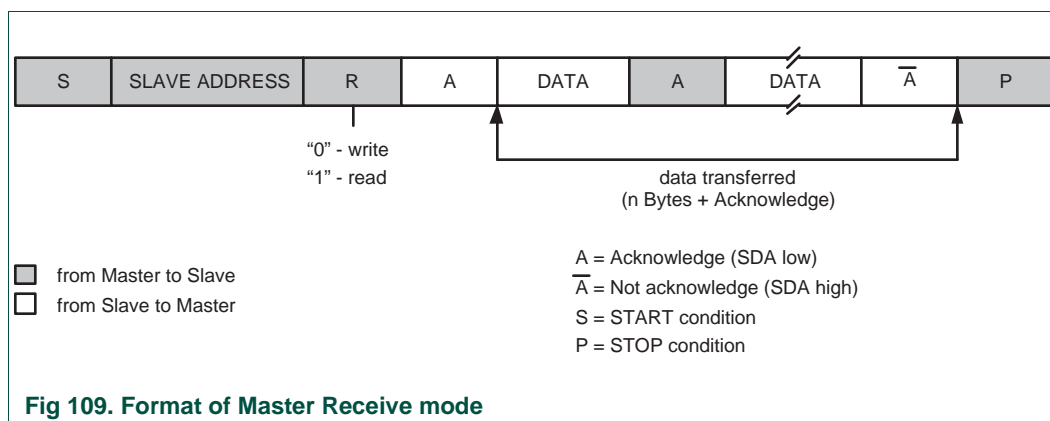 S SLAVE ADDRESS R A DATA A DATA A̅ P
“0” - write
“1” - read
data transferred
(n Bytes + Acknowledge)
from Master to Slave
from Slave to Master
A = Acknowledge (SDA low)
A̅ = Not acknowledge (SDA high)
S = START condition
P = STOP condition
Fig 109. Format of Master Receive mode